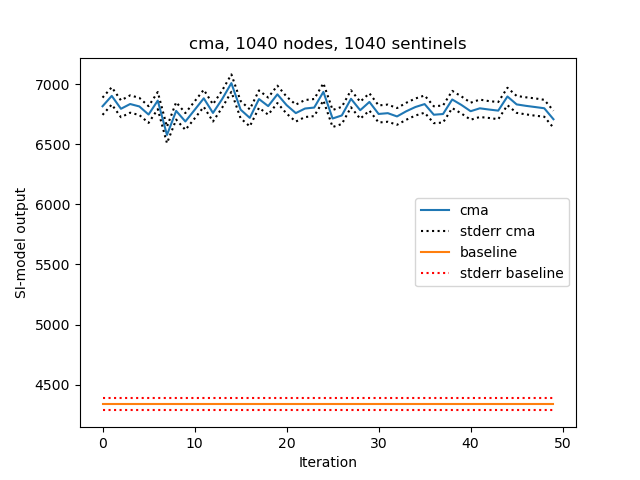 cma, 1040 nodes, 1040 sentinels
SI-model output
7000
6500
6000
5500
5000
4500
cma
stderr cma
baseline
stderr baseline
0 10 20 30 40 50
Iteration